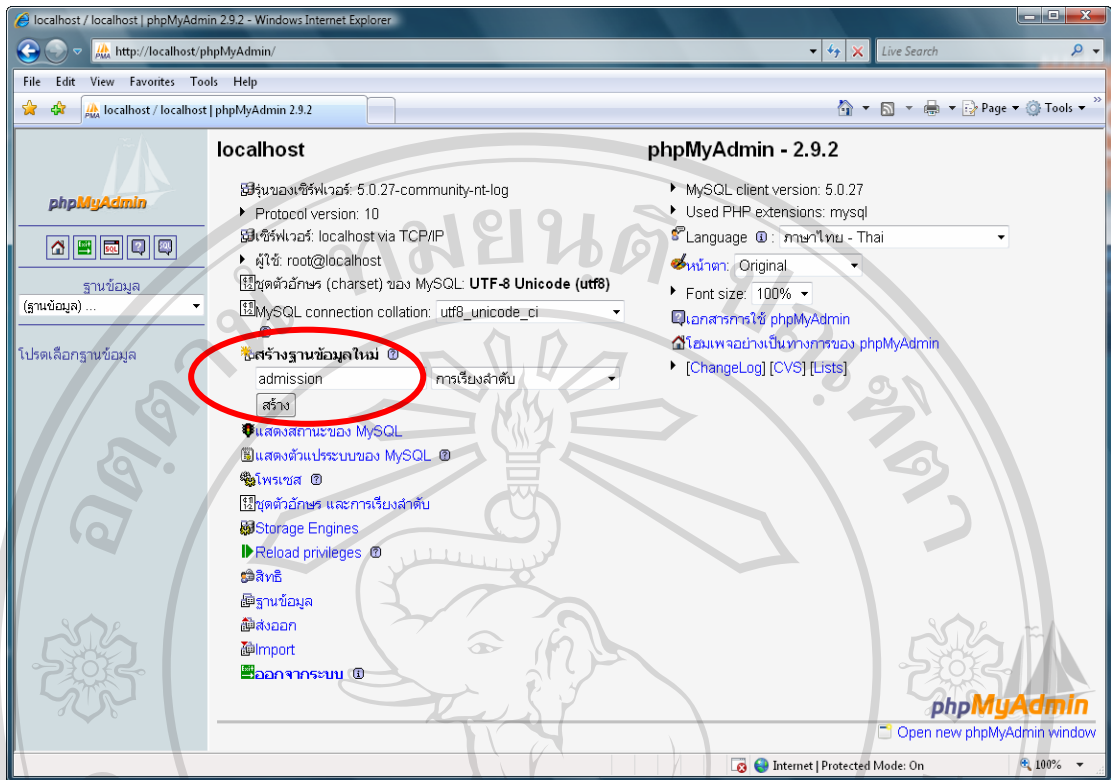 localhost / localhost | phpMyAdmin 2.9.2 - Windows Internet Explorer
http://localhost/phpMyAdmin/
Live Search
File Edit View Favorites Tools Help
localhost / localhost | phpMyAdmin 2.9.2
Page Tools
phpMyAdmin
ฐานข้อมูล
(ฐานข้อมูล) ...
โปรดเลือกฐานข้อมูล
localhost
รุ่นของเซิร์ฟเวอร์: 5.0.27-community-nt-log
Protocol version: 10
เซิร์ฟเวอร์: localhost via TCP/IP
ผู้ใช้: root@localhost
ชุดตัวอักษร (charset) ของ MySQL: UTF-8 Unicode (utf8)
MySQL connection collation: utf8_unicode_ci
สร้างฐานข้อมูลใหม่
admission การเรียงลำดับ
สร้าง
แสดงสถานะของ MySQL
แสดงตัวแปรระบบของ MySQL
โพรเซส
ชุดตัวอักษร และการเรียงลำดับ
Storage Engines
Reload privileges
สิทธิ
ฐานข้อมูล
ส่งออก
Import
ออกจากระบบ
phpMyAdmin - 2.9.2
MySQL client version: 5.0.27
Used PHP extensions: mysql
Language : ภาษาไทย - Thai
หน้าตา: Original
Font size: 100%
เอกสารการใช้ phpMyAdmin
โฮมเพจอย่างเป็นทางการของ phpMyAdmin
[ChangeLog] [CVS] [Lists]
phpMyAdmin
Open new phpMyAdmin window
Internet | Protected Mode: On 100%